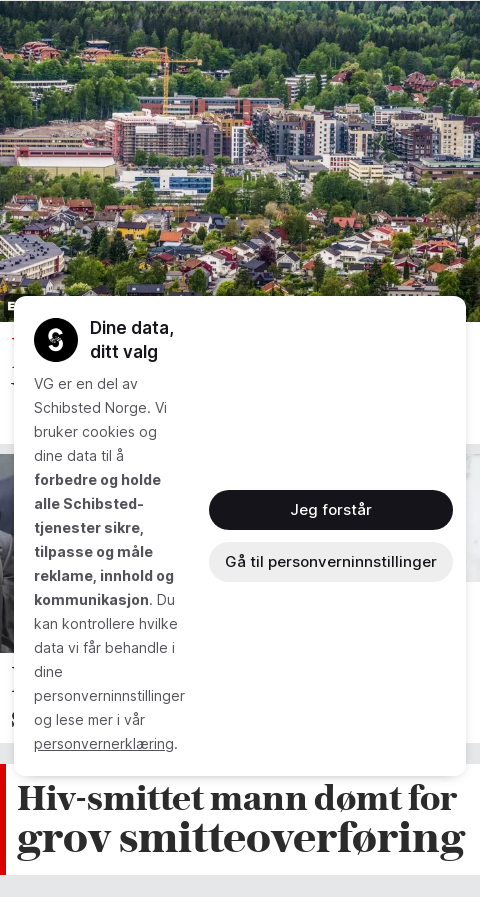 Dine data,
ditt valg
VG er en del av
Schibsted Norge. Vi
bruker cookies og
dine data til å
forbedre og holde
alle Schibsted-
tjenester sikre,
tilpasse og måle
reklame, innhold og
kommunikasjon. Du
kan kontrollere hvilke
data vi får behandle i
dine
personverninnstillinger
og lese mer i vår
personvernerklæring.
Jeg forstår
Gå til personverninnstillinger
Hiv-smittet mann dømt for
grov smitteoverføring